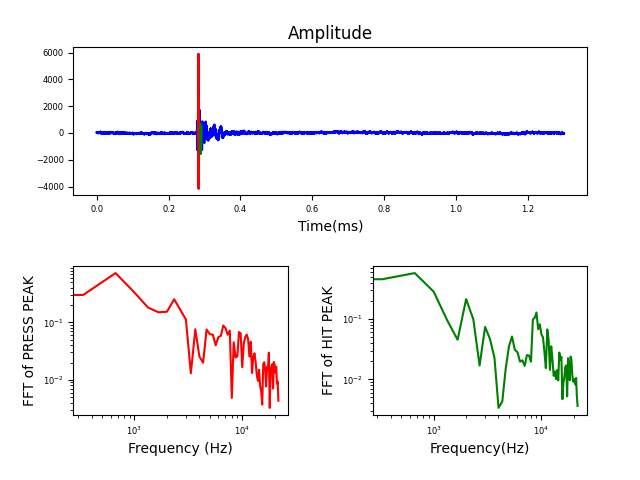 Amplitude
6000
4000
2000
0
−2000
−4000
0.0 0.2 0.4 0.6 0.8 1.0 1.2
Time(ms)
FFT of PRESS PEAK
10⁻¹
10⁻²
10³ 10⁴
Frequency (Hz)
FFT of HIT PEAK
10⁻¹
10⁻²
10³ 10⁴
Frequency(Hz)